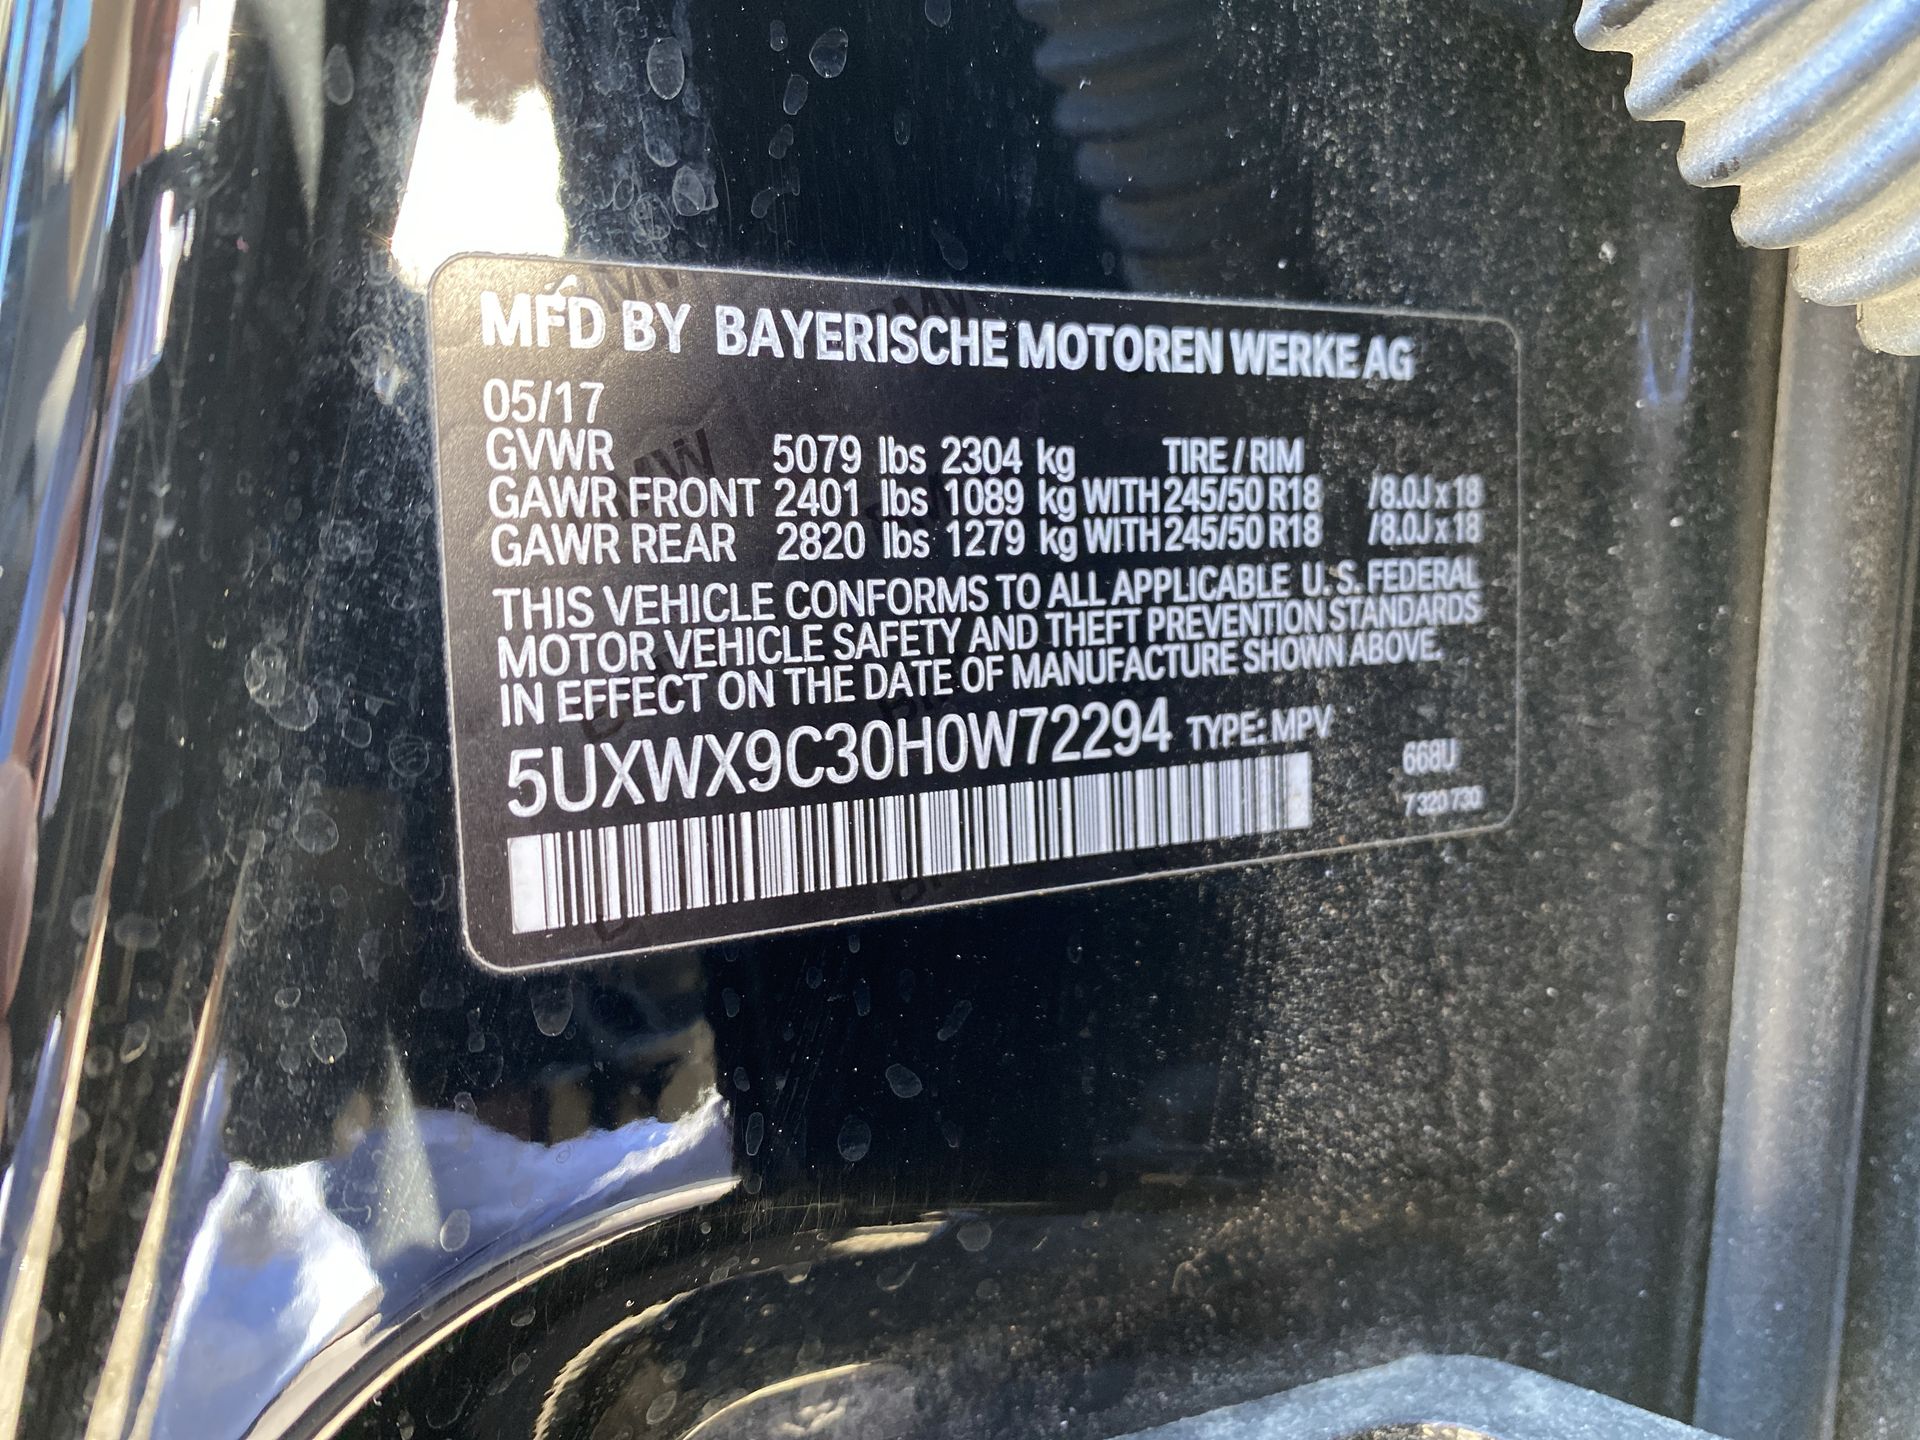 MFD BY BAYERISCHE MOTOREN WERKE AG
05/17
GVWR 5079 lbs 2304 kg TIRE / RIM
GAWR FRONT 2401 lbs 1089 kg WITH 245/50 R18 /8.0J x 18
GAWR REAR 2820 lbs 1279 kg WITH 245/50 R18 /8.0J x 18
THIS VEHICLE CONFORMS TO ALL APPLICABLE U. S. FEDERAL
MOTOR VEHICLE SAFETY AND THEFT PREVENTION STANDARDS
IN EFFECT ON THE DATE OF MANUFACTURE SHOWN ABOVE.
5UXWX9C30H0W72294 TYPE: MPV
668U
7 320 730